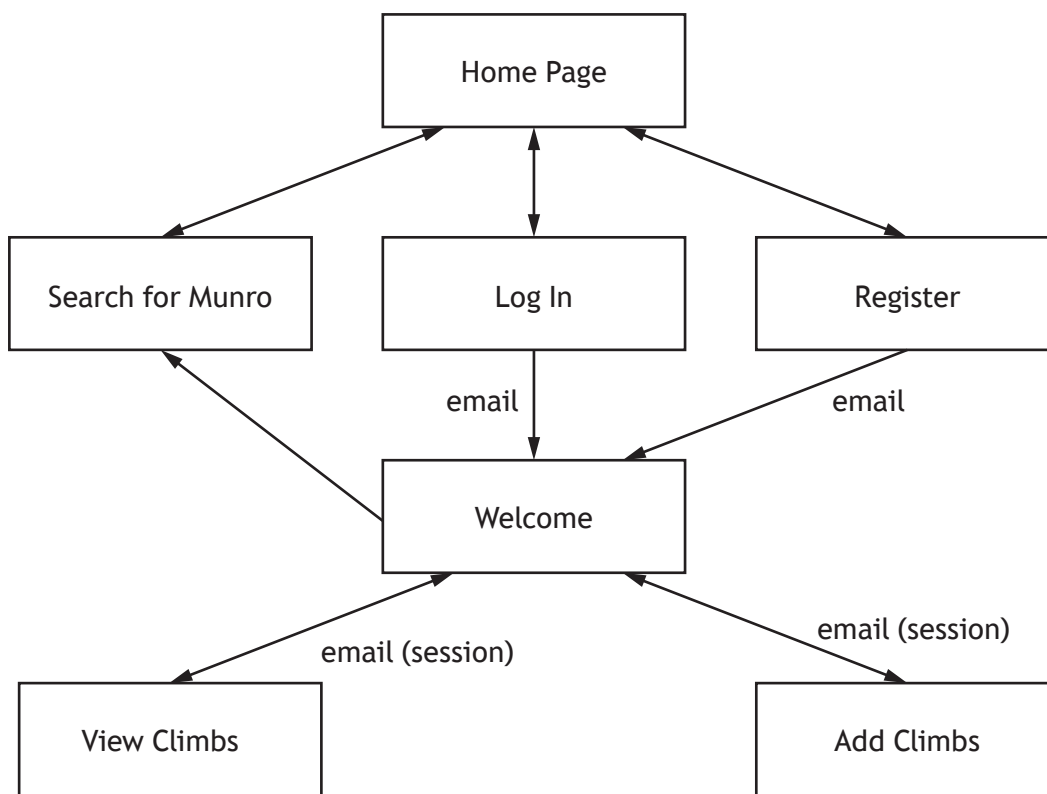 Home Page
Search for Munro
Log In
Register
email
email
Welcome
email (session)
email (session)
View Climbs
Add Climbs